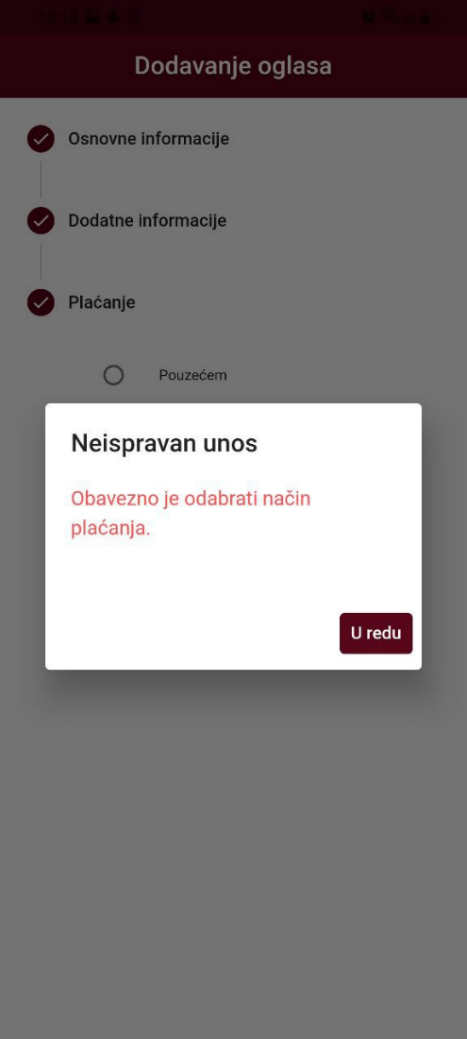 Dodavanje oglasa
Osnovne informacije
Dodatne informacije
Plaćanje
Pouzećem
Neispravan unos
Obavezno je odabrati način
plaćanja.
U redu